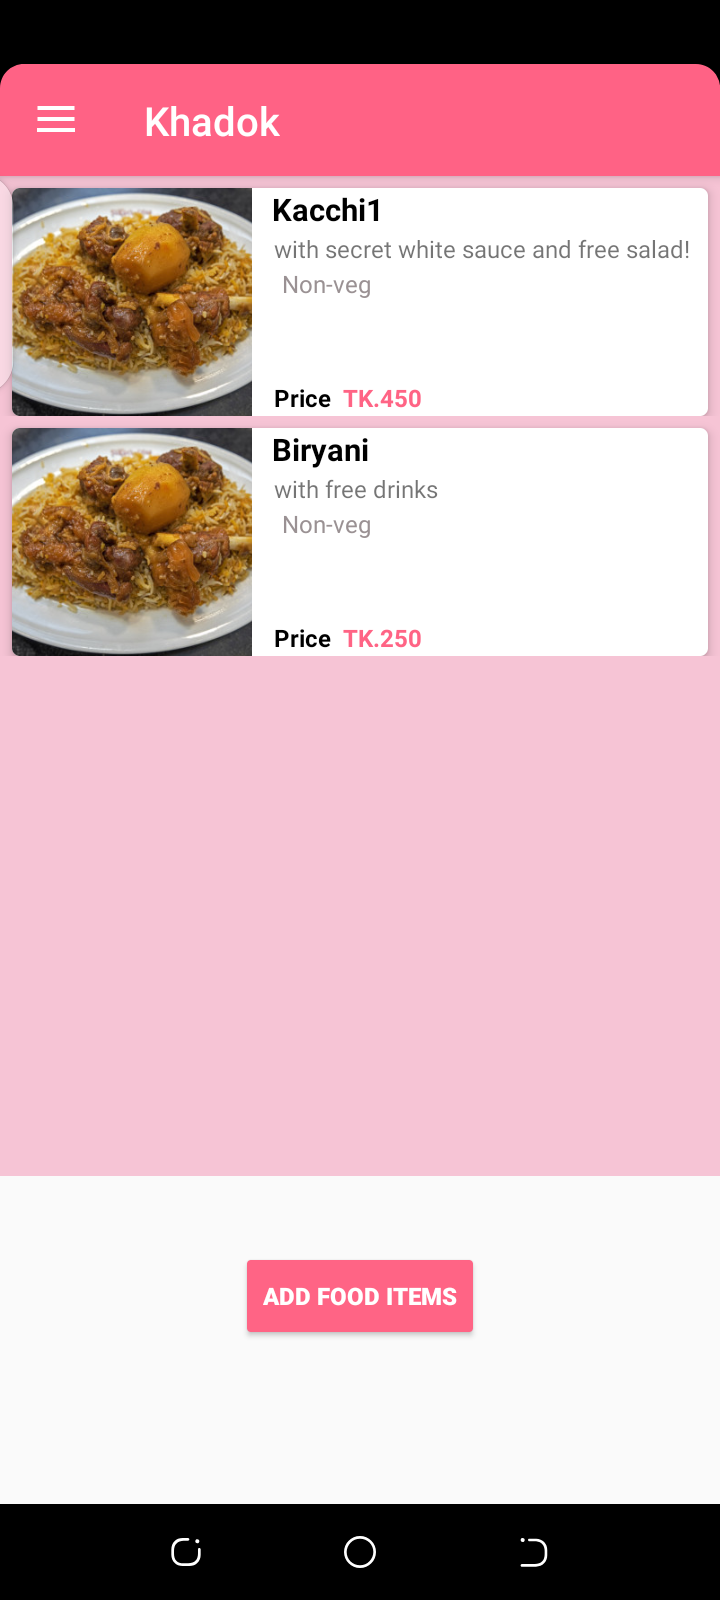 Khadok
Kacchi1
with secret white sauce and free salad!
Non-veg
Price TK.450
Biryani
with free drinks
Non-veg
Price TK.250
ADD FOOD ITEMS